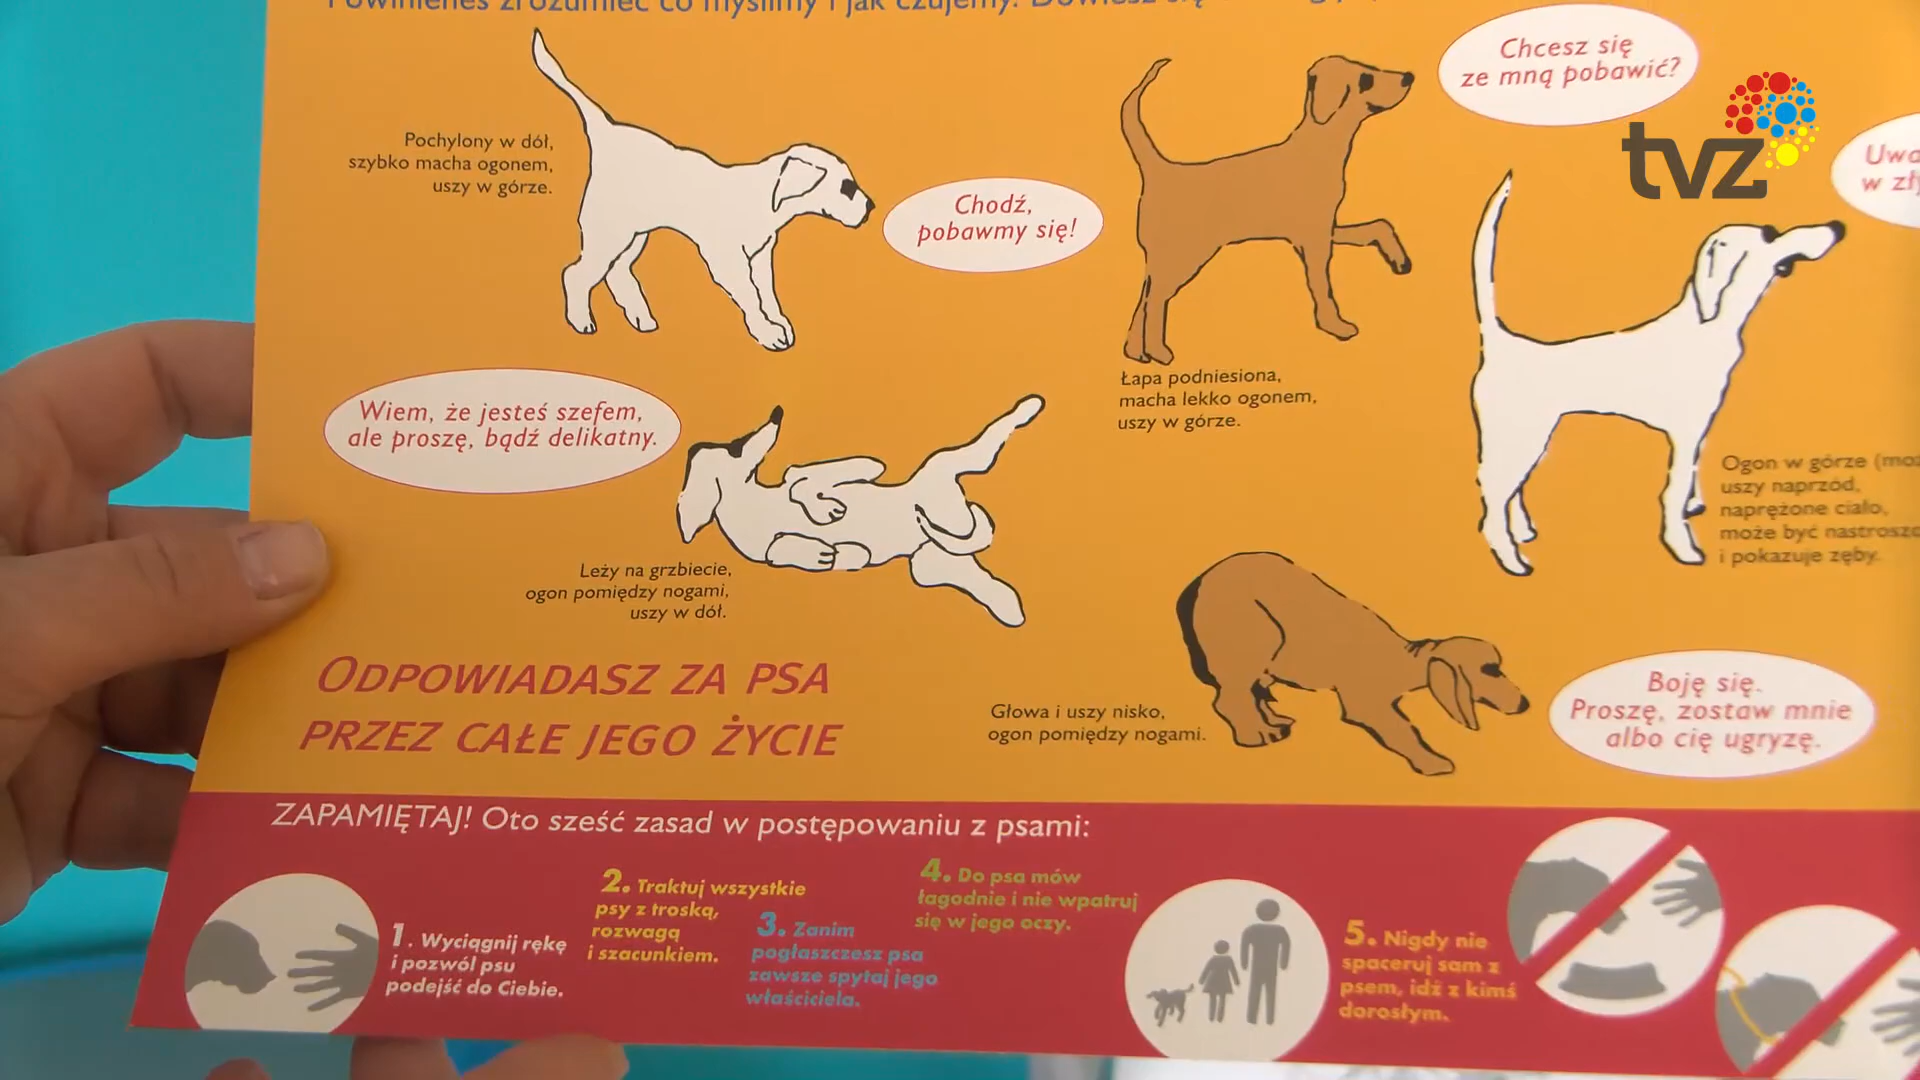 Powinieneś zrozumieć co myślimy i jak czujemy.
Pochylony w dół,
szybko macha ogonem,
uszy w górze.
Chodź,
pobawmy się!
Chcesz się
ze mną pobawić?
tvz
Łapa podniesiona,
macha lekko ogonem,
uszy w górze.
Wiem, że jesteś szefem,
ale proszę, bądź delikatny.
Leży na grzbiecie,
ogon pomiędzy nogami,
uszy w dół.
Ogon w górze
uszy naprzód,
naprężone ciało,
może być
i pokazuje zęby.
Głowa i uszy nisko,
ogon pomiędzy nogami.
Boję się.
Proszę, zostaw mnie
albo cię ugryzę.
ODPOWIADASZ ZA PSA
PRZEZ CAŁE JEGO ŻYCIE
ZAPAMIĘTAJ! Oto sześć zasad w postępowaniu z psami:
1. Wyciągnij rękę
i pozwól psu
podejść do Ciebie.
2. Traktuj wszystkie
psy z troską,
rozwagą
i szacunkiem.
3. Zanim
pogłaszczesz psa
zawsze spytaj jego
właściciela.
4. Do psa mów
łagodnie i nie wpatruj
się w jego oczy.
5. Nigdy nie
spaceruj sam z
psem, idź z kimś
dorosłym.